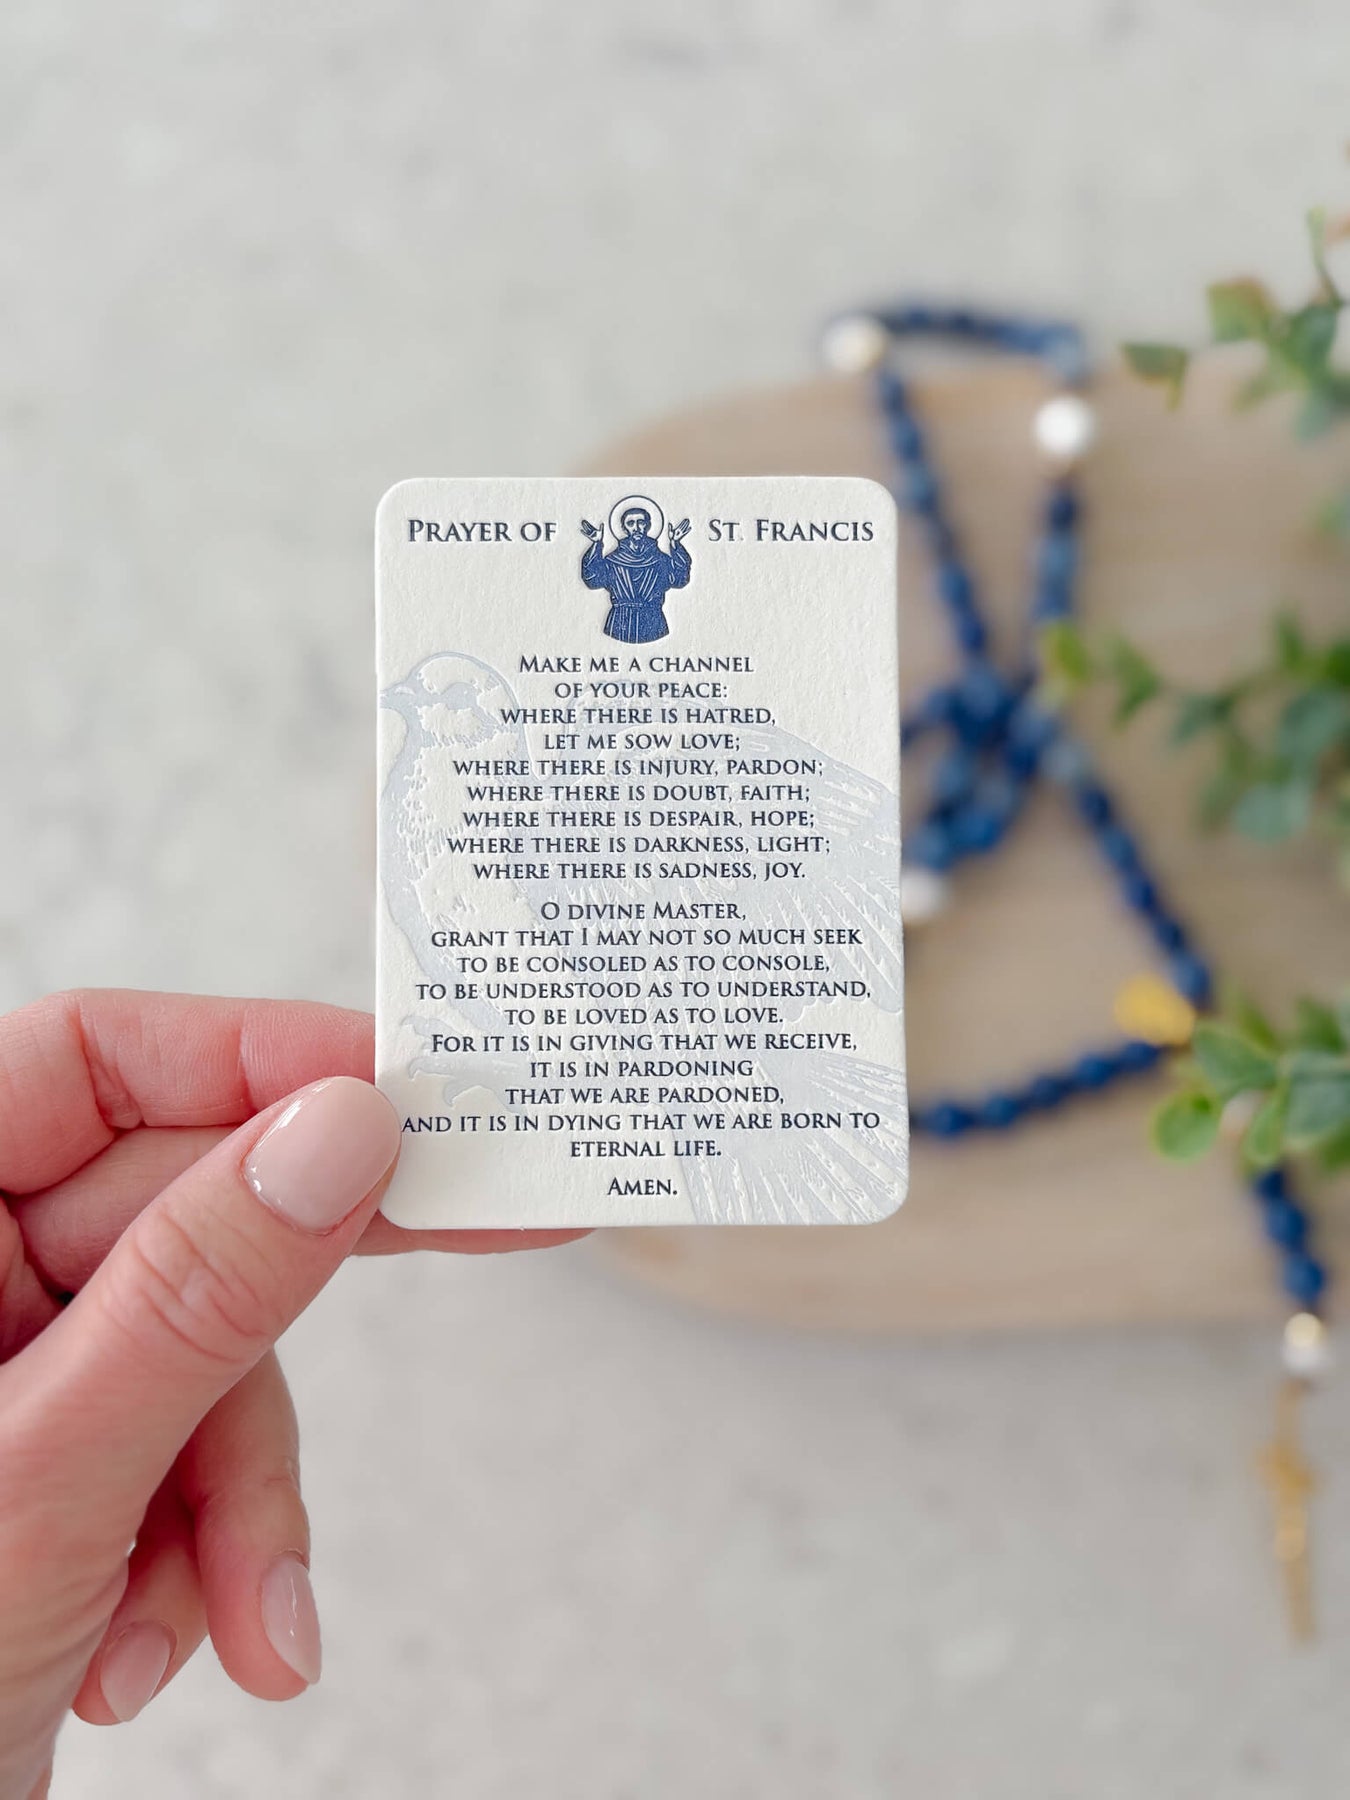 PRAYER OF ST. FRANCIS
MAKE ME A CHANNEL
OF YOUR PEACE:
WHERE THERE IS HATRED,
LET ME SOW LOVE;
WHERE THERE IS INJURY, PARDON;
WHERE THERE IS DOUBT, FAITH;
WHERE THERE IS DESPAIR, HOPE;
WHERE THERE IS DARKNESS, LIGHT;
WHERE THERE IS SADNESS, JOY.
O DIVINE MASTER,
GRANT THAT I MAY NOT SO MUCH SEEK
TO BE CONSOLED AS TO CONSOLE,
TO BE UNDERSTOOD AS TO UNDERSTAND,
TO BE LOVED AS TO LOVE.
FOR IT IS IN GIVING THAT WE RECEIVE,
IT IS IN PARDONING
THAT WE ARE PARDONED,
AND IT IS IN DYING THAT WE ARE BORN TO
ETERNAL LIFE.
AMEN.